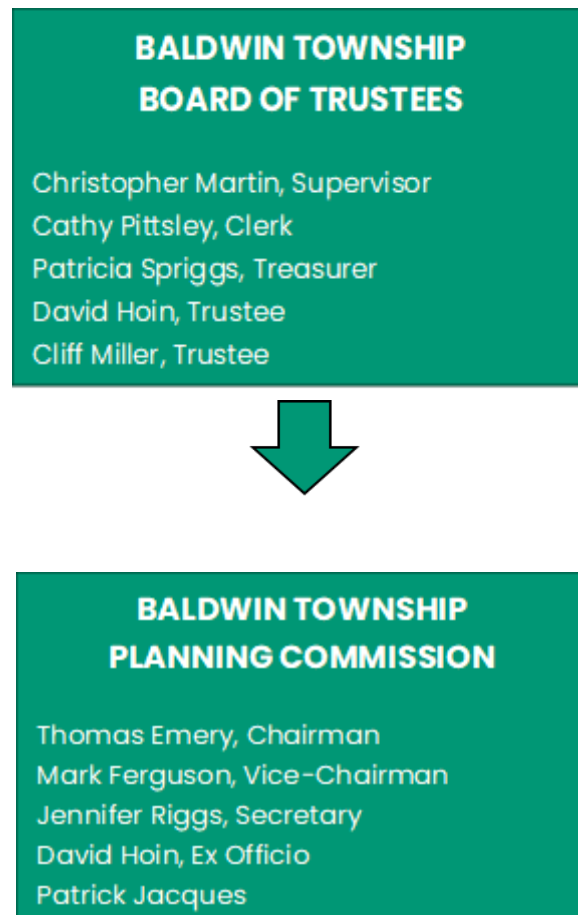 BALDWIN TOWNSHIP
BOARD OF TRUSTEES
Christopher Martin, Supervisor
Cathy Pittsley, Clerk
Patricia Spriggs, Treasurer
David Hoin, Trustee
Cliff Miller, Trustee
BALDWIN TOWNSHIP
PLANNING COMMISSION
Thomas Emery, Chairman
Mark Ferguson, Vice-Chairman
Jennifer Riggs, Secretary
David Hoin, Ex Officio
Patrick Jacques